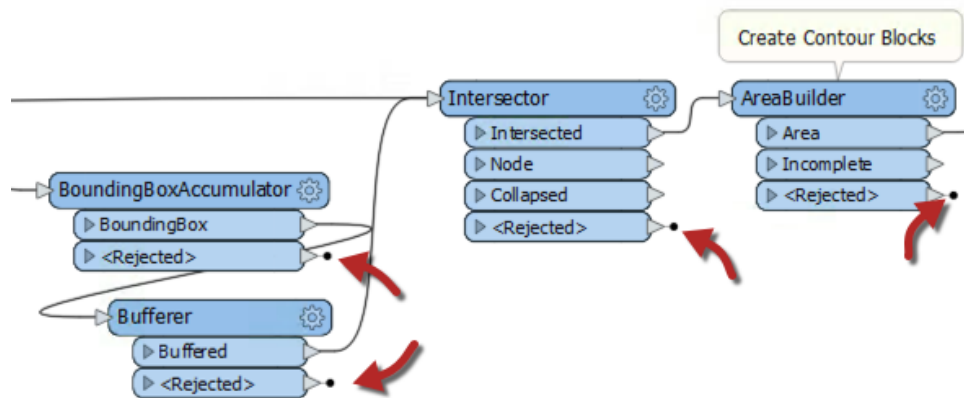 Create Contour Blocks
Intersector
Intersected
Node
Collapsed
<Rejected>
AreaBuilder
Area
Incomplete
<Rejected>
BoundingBoxAccumulator
BoundingBox
<Rejected>
Bufferer
Buffered
<Rejected>